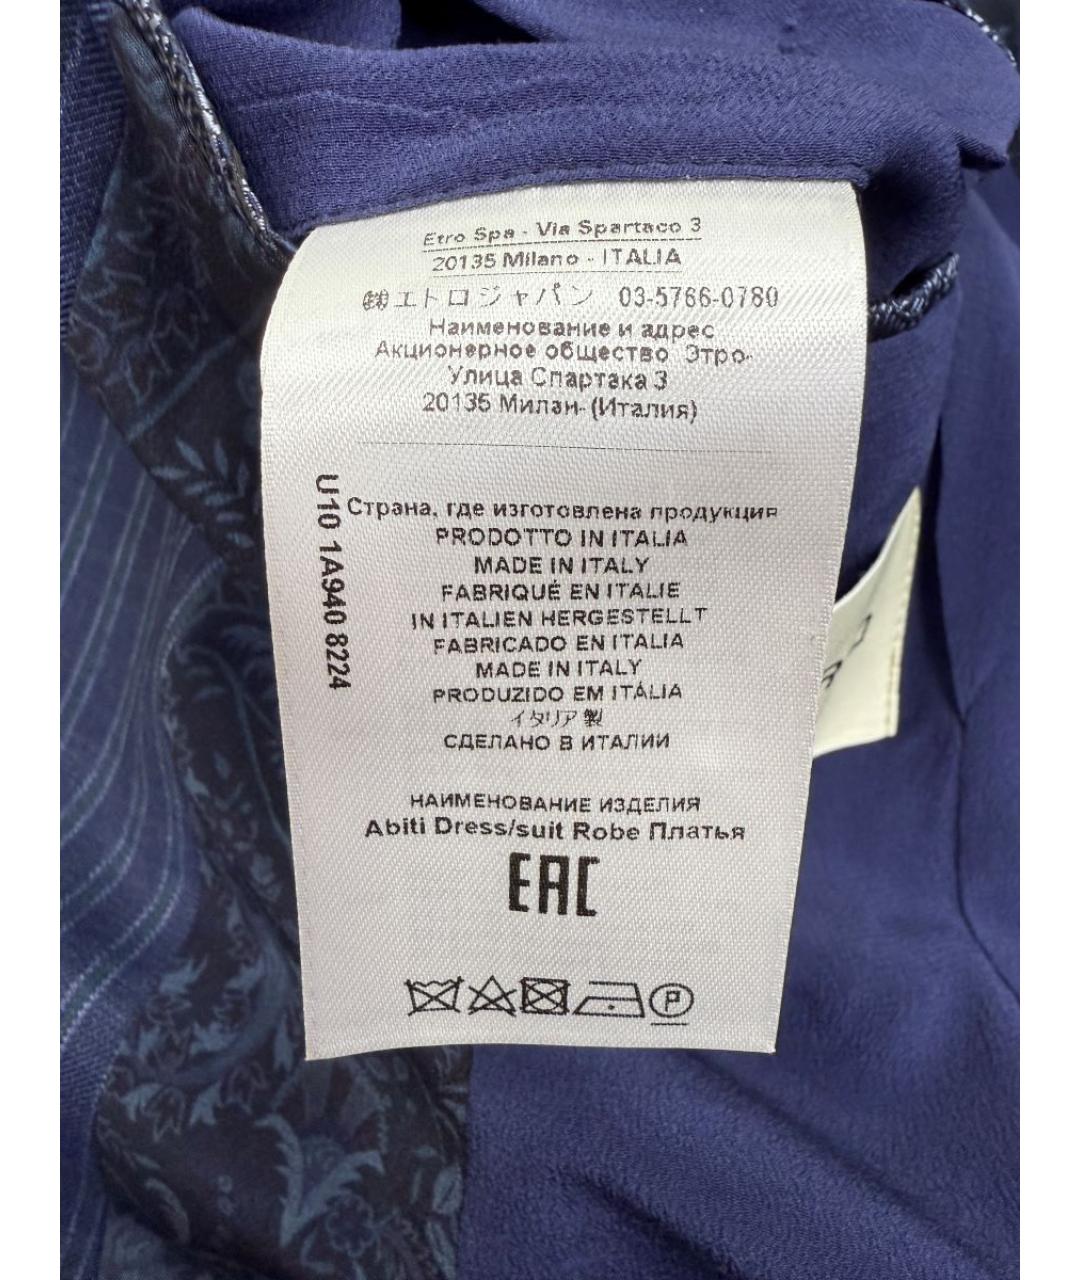 Etro Spa - Via Spartaco 3
20135 Milano - ITALIA
㈱エトロジャパン 03-5766-0780
Наименование и адрес
Акционерное общество Этро-
Улица Спартака 3
20135 Милан- (Италия)
U10 1A940 8224
Страна, где изготовлена продукция
PRODOTTO IN ITALIA
MADE IN ITALY
FABRIQUÉ EN ITALIE
IN ITALIEN HERGESTELLT
FABRICADO EN ITALIA
MADE IN ITALY
PRODUZIDO EM ITÁLIA
イタリア製
СДЕЛАНО В ИТАЛИИ
НАИМЕНОВАНИЕ ИЗДЕЛИЯ
Abiti Dress/suit Robe Платья
EAC
P